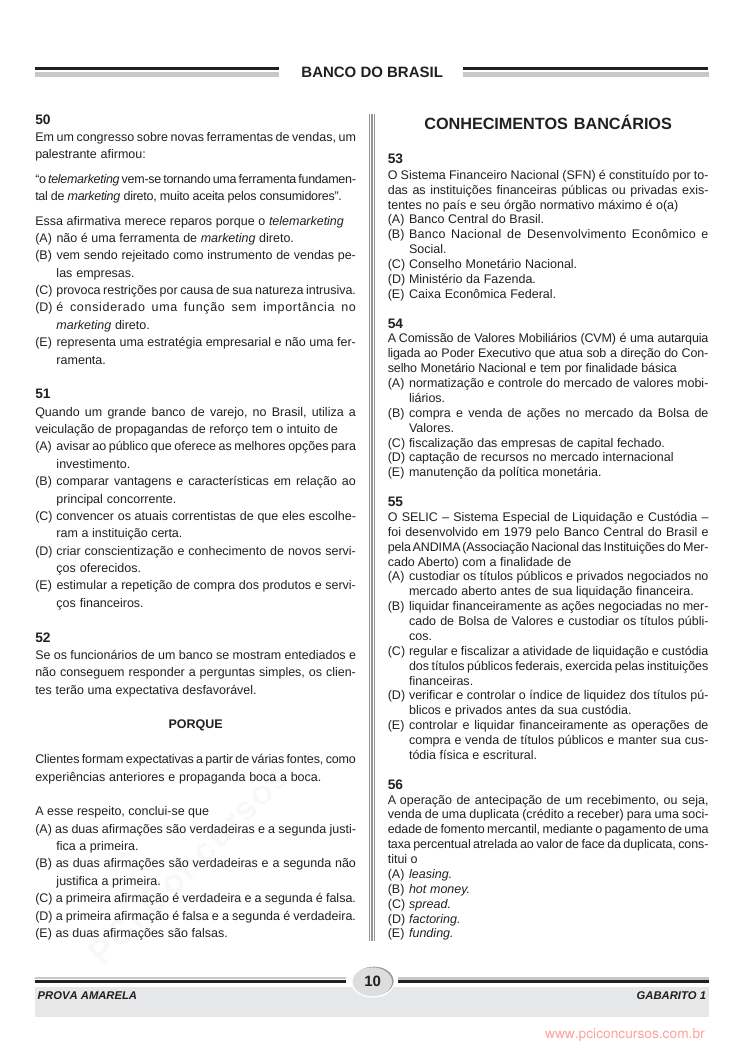 BANCO DO BRASIL
50
Em um congresso sobre novas ferramentas de vendas, um
palestrante afirmou:
“o telemarketing vem-se tornando uma ferramenta fundamen-
tal de marketing direto, muito aceita pelos consumidores”.
Essa afirmativa merece reparos porque o telemarketing
(A) não é uma ferramenta de marketing direto.
(B) vem sendo rejeitado como instrumento de vendas pe-
las empresas.
(C) provoca restrições por causa de sua natureza intrusiva.
(D) é considerado uma função sem importância no
marketing direto.
(E) representa uma estratégia empresarial e não uma fer-
ramenta.
51
Quando um grande banco de varejo, no Brasil, utiliza a
veiculação de propagandas de reforço tem o intuito de
(A) avisar ao público que oferece as melhores opções para
investimento.
(B) comparar vantagens e características em relação ao
principal concorrente.
(C) convencer os atuais correntistas de que eles escolhe-
ram a instituição certa.
(D) criar conscientização e conhecimento de novos servi-
ços oferecidos.
(E) estimular a repetição de compra dos produtos e servi-
ços financeiros.
52
Se os funcionários de um banco se mostram entediados e
não conseguem responder a perguntas simples, os clien-
tes terão uma expectativa desfavorável.
PORQUE
Clientes formam expectativas a partir de várias fontes, como
experiências anteriores e propaganda boca a boca.
A esse respeito, conclui-se que
(A) as duas afirmações são verdadeiras e a segunda justi-
fica a primeira.
(B) as duas afirmações são verdadeiras e a segunda não
justifica a primeira.
(C) a primeira afirmação é verdadeira e a segunda é falsa.
(D) a primeira afirmação é falsa e a segunda é verdadeira.
(E) as duas afirmações são falsas.
CONHECIMENTOS BANCÁRIOS
53
O Sistema Financeiro Nacional (SFN) é constituído por to-
das as instituições financeiras públicas ou privadas exis-
tentes no país e seu órgão normativo máximo é o(a)
(A) Banco Central do Brasil.
(B) Banco Nacional de Desenvolvimento Econômico e
Social.
(C) Conselho Monetário Nacional.
(D) Ministério da Fazenda.
(E) Caixa Econômica Federal.
54
A Comissão de Valores Mobiliários (CVM) é uma autarquia
ligada ao Poder Executivo que atua sob a direção do Con-
selho Monetário Nacional e tem por finalidade básica
(A) normatização e controle do mercado de valores mobi-
liários.
(B) compra e venda de ações no mercado da Bolsa de
Valores.
(C) fiscalização das empresas de capital fechado.
(D) captação de recursos no mercado internacional
(E) manutenção da política monetária.
55
O SELIC – Sistema Especial de Liquidação e Custódia –
foi desenvolvido em 1979 pelo Banco Central do Brasil e
pela ANDIMA (Associação Nacional das Instituições do Mer-
cado Aberto) com a finalidade de
(A) custodiar os títulos públicos e privados negociados no
mercado aberto antes de sua liquidação financeira.
(B) liquidar financeiramente as ações negociadas no mer-
cado de Bolsa de Valores e custodiar os títulos públi-
cos.
(C) regular e fiscalizar a atividade de liquidação e custódia
dos títulos públicos federais, exercida pelas instituições
financeiras.
(D) verificar e controlar o índice de liquidez dos títulos pú-
blicos e privados antes da sua custódia.
(E) controlar e liquidar financeiramente as operações de
compra e venda de títulos públicos e manter sua cus-
tódia física e escritural.
56
A operação de antecipação de um recebimento, ou seja,
venda de uma duplicata (crédito a receber) para uma soci-
edade de fomento mercantil, mediante o pagamento de uma
taxa percentual atrelada ao valor de face da duplicata, cons-
titui o
(A) leasing.
(B) hot money.
(C) spread.
(D) factoring.
(E) funding.
10
PROVA AMARELA
GABARITO 1
www.pciconcursos.com.br